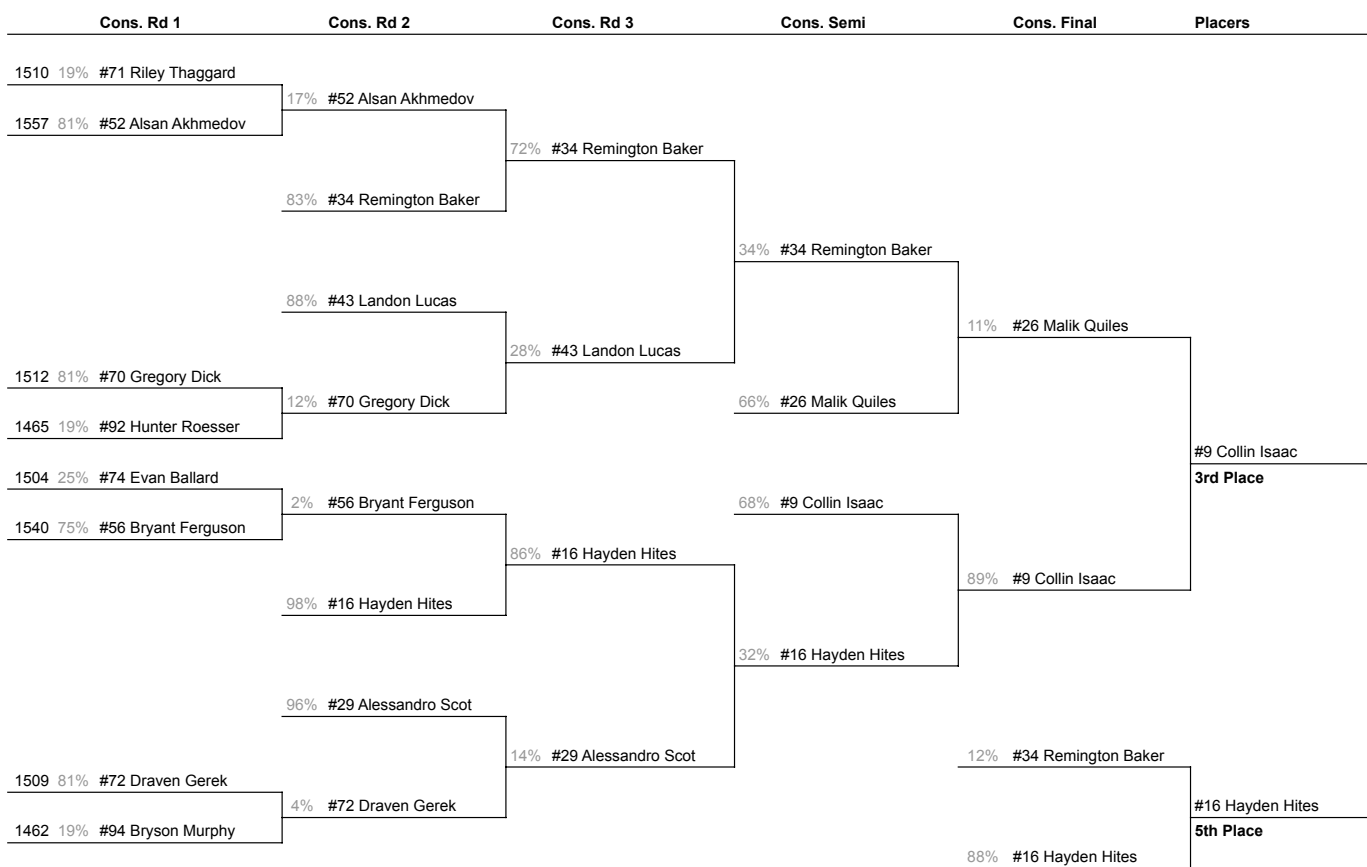 Cons. Rd 1 Cons. Rd 2 Cons. Rd 3 Cons. Semi Cons. Final Placers
1510 19% #71 Riley Thaggard
17% #52 Alsan Akhmedov
1557 81% #52 Alsan Akhmedov
72% #34 Remington Baker
83% #34 Remington Baker
34% #34 Remington Baker
88% #43 Landon Lucas
11% #26 Malik Quiles
28% #43 Landon Lucas
1512 81% #70 Gregory Dick
12% #70 Gregory Dick
66% #26 Malik Quiles
1465 19% #92 Hunter Roesser
#9 Collin Isaac
3rd Place
1504 25% #74 Evan Ballard
2% #56 Bryant Ferguson
68% #9 Collin Isaac
1540 75% #56 Bryant Ferguson
86% #16 Hayden Hites
89% #9 Collin Isaac
98% #16 Hayden Hites
32% #16 Hayden Hites
96% #29 Alessandro Scot
14% #29 Alessandro Scot
12% #34 Remington Baker
1509 81% #72 Draven Gerek
4% #72 Draven Gerek
#16 Hayden Hites
1462 19% #94 Bryson Murphy
5th Place
88% #16 Hayden Hites